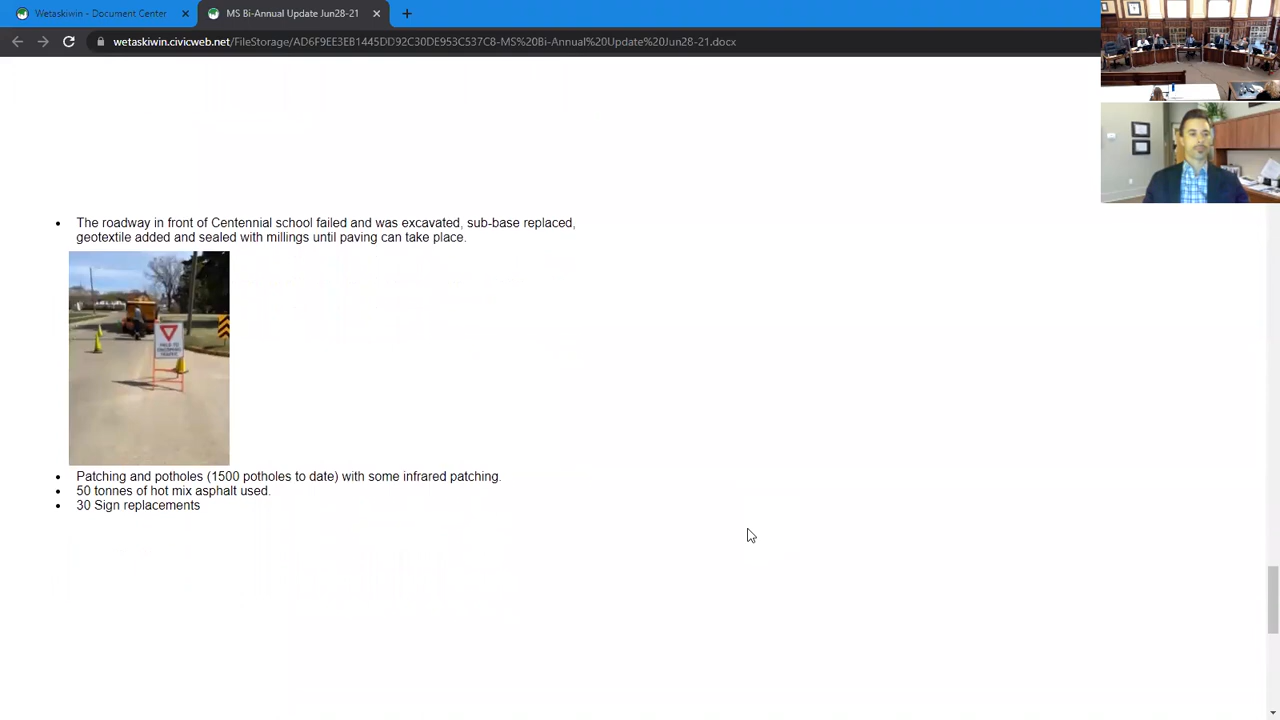 Wetaskiwin - Document Center
MS Bi-Annual Update Jun28-21
wetaskiwin.civicweb.net/FileStorage/
MS%20Bi-Annual%20Update%20Jun28-21.docx
• The roadway in front of Centennial school failed and was excavated, sub-base replaced,
geotextile added and sealed with millings until paving can take place.
• Patching and potholes (1500 potholes to date) with some infrared patching.
• 50 tonnes of hot mix asphalt used.
• 30 Sign replacements